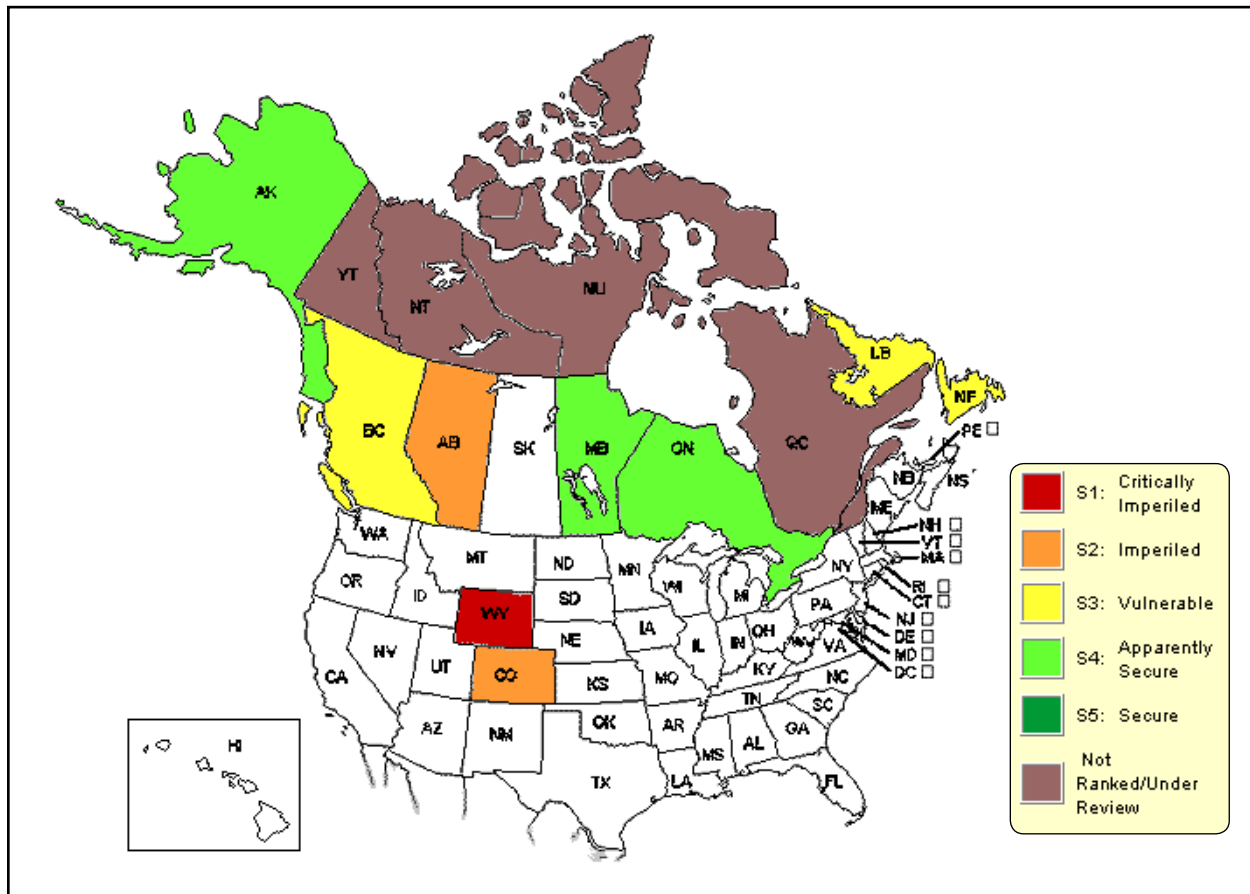 AK
YT
NT
NU
LB
NF
BC
AB
SK
MB
ON
QC
PE
NB
NS
ME
NH
VT
MA
WA
MT
ND
MN
WI
MI
NY
OR
ID
SD
RI
CT
WY
PA
NJ
IA
NE
OH
DE
NV
UT
IL
IN
WV
VA
MD
CA
CO
KS
MO
KY
DC
NC
TN
OK
AR
SC
AZ
NM
MS
AL
GA
HI
TX
LA
FL
S1: Critically
Imperiled
S2: Imperiled
S3: Vulnerable
S4: Apparently
Secure
S5: Secure
Not
Ranked/Under
Review